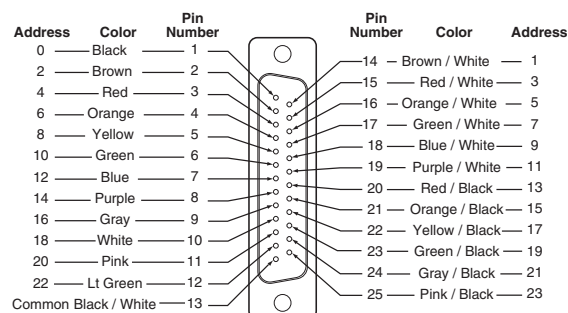 Address Color Pin Number
0 Black 1
2 Brown 2
4 Red 3
6 Orange 4
8 Yellow 5
10 Green 6
12 Blue 7
14 Purple 8
16 Gray 9
18 White 10
20 Pink 11
22 Lt Green 12
Common Black / White 13
Pin Number Color Address
14 Brown / White 1
15 Red / White 3
16 Orange / White 5
17 Green / White 7
18 Blue / White 9
19 Purple / White 11
20 Red / Black 13
21 Orange / Black 15
22 Yellow / Black 17
23 Green / Black 19
24 Gray / Black 21
25 Pink / Black 23